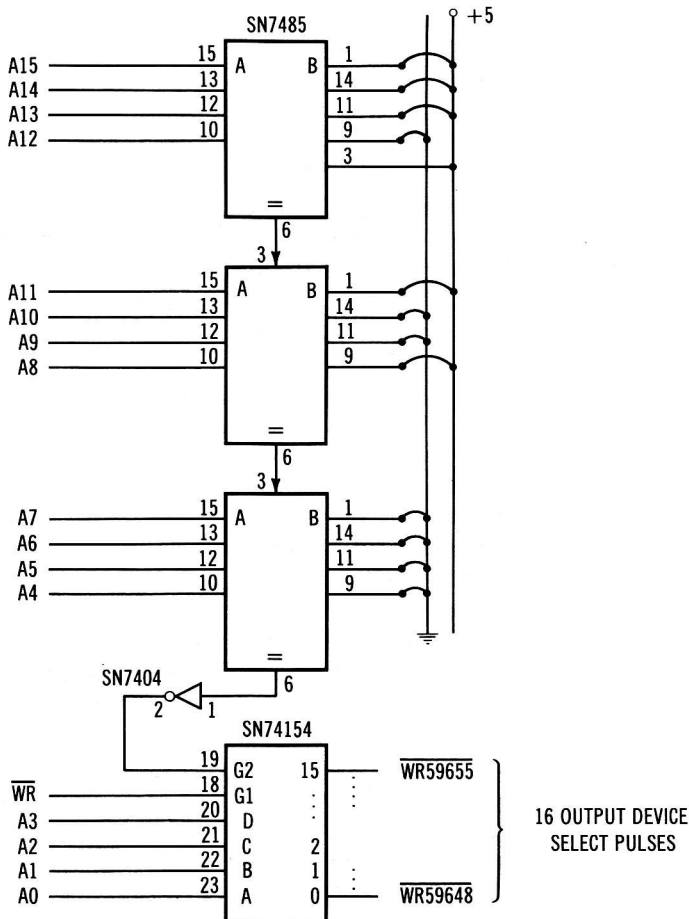 SN7485
+5
A15 15 A B 1
A14 13 14
A13 12 11
A12 10 9
3
=
6
3
A11 15 A B 1
A10 13 14
A9 12 11
A8 10 9
=
6
3
A7 15 A B 1
A6 13 14
A5 12 11
A4 10 9
=
6
SN7404
2 1
SN74154
19 G2 15 WR59655
WR 18 G1
A3 20 D
A2 21 C 2
A1 22 B 1
A0 23 A 0 WR59648
16 OUTPUT DEVICE
SELECT PULSES